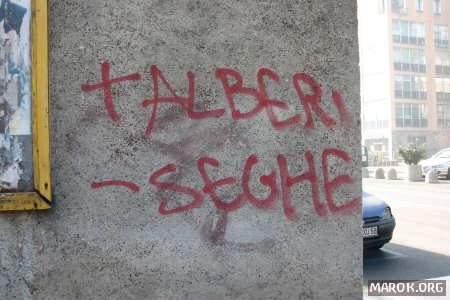 + ALBERI
- SEGHE
MAROK.ORG